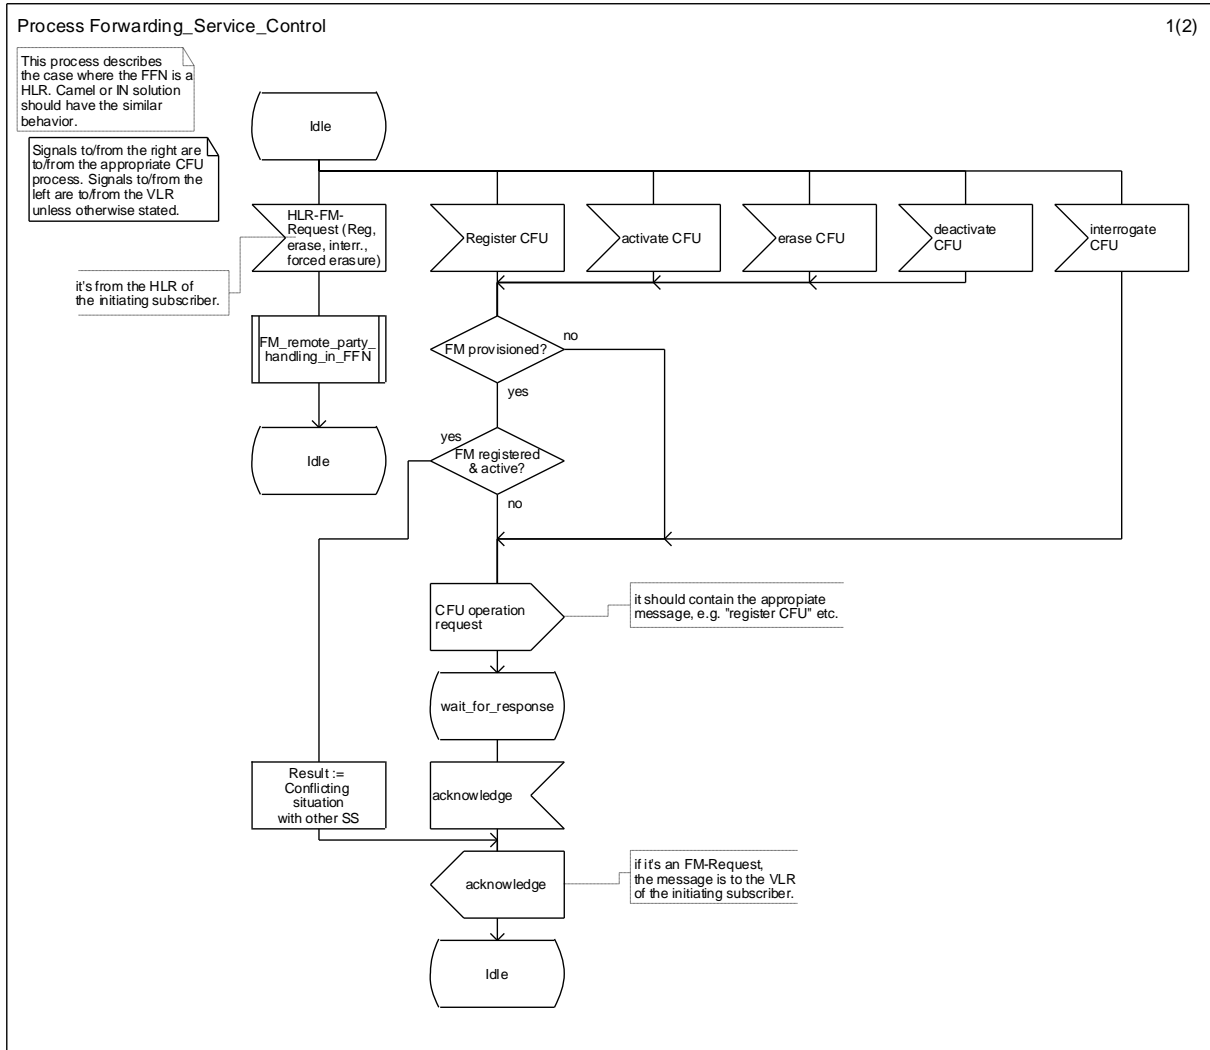 Process Forwarding_Service_Control
1(2)
This process describes
the case where the FFN is a
HLR. Camel or IN solution
should have the similar
behavior.
Signals to/from the right are
to/from the appropriate CFU
process. Signals to/from the
left are to/from the VLR
unless otherwise stated.
Idle
HLR-FM-
Request (Reg,
erase, interr.,
forced erasure)
Register CFU
activate CFU
erase CFU
deactivate
CFU
interrogate
CFU
it's from the HLR of
the initiating subscriber.
FM_remote_party_
handling_in_FFN
Idle
FM provisioned?
no
yes
yes
FM registered
& active?
no
CFU operation
request
it should contain the appropiate
message, e.g. "register CFU" etc.
wait_for_response
Result :=
Conflicting
situation
with other SS
acknowledge
acknowledge
if it's an FM-Request,
the message is to the VLR
of the initiating subscriber.
Idle